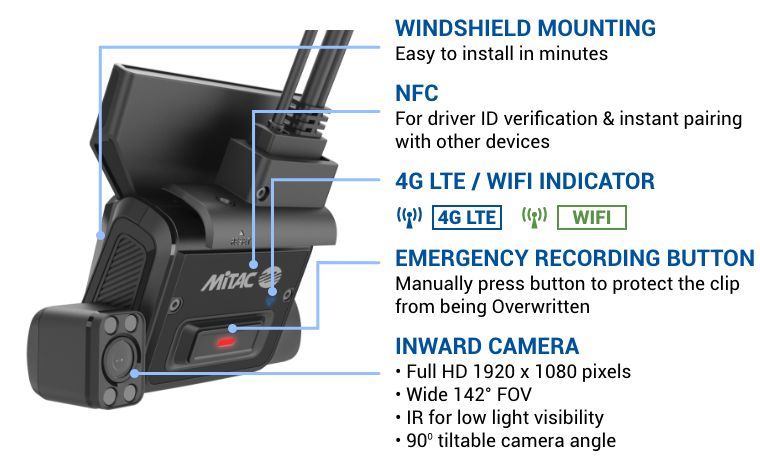 WINDSHIELD MOUNTING
Easy to install in minutes
NFC
For driver ID verification & instant pairing
with other devices
4G LTE / WIFI INDICATOR
4G LTE
WIFI
EMERGENCY RECORDING BUTTON
Manually press button to protect the clip
from being Overwritten
INWARD CAMERA
• Full HD 1920 x 1080 pixels
• Wide 142° FOV
• IR for low light visibility
• 90⁰ tiltable camera angle
RESET
MiTAC